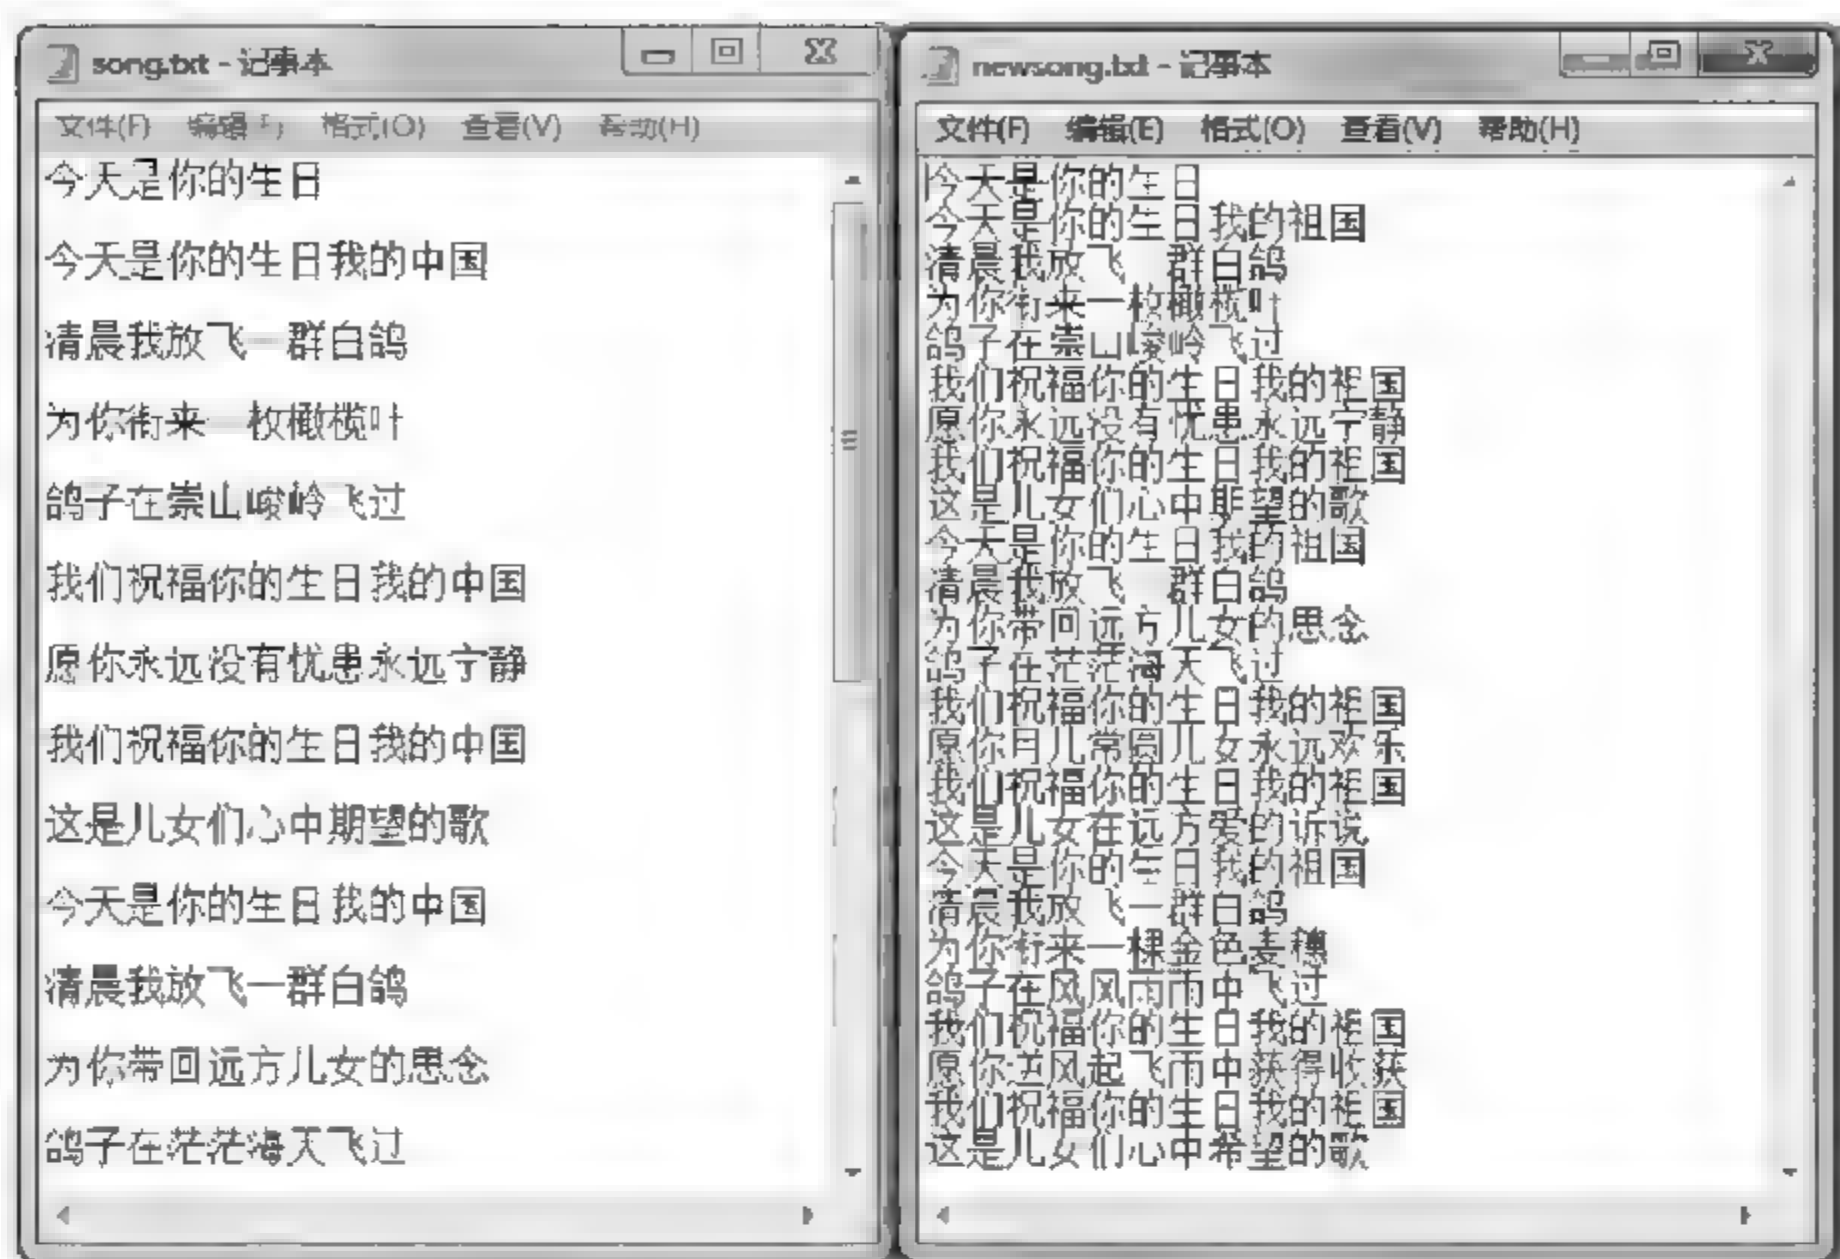 song.txt - 记事本
文件(F) 编辑(E) 格式(O) 查看(V) 帮助(H)
今天是你的生日
今天是你的生日我的中国
清晨我放飞一群白鸽
为你衔来一枚橄榄叶
鸽子在崇山峻岭飞过
我们祝福你的生日我的中国
愿你永远没有忧患永远宁静
我们祝福你的生日我的中国
这是儿女们心中期望的歌
今天是你的生日我的中国
清晨我放飞一群白鸽
为你带回远方儿女的思念
鸽子在茫茫海天飞过
newsong.txt - 记事本
文件(F) 编辑(E) 格式(O) 查看(V) 帮助(H)
今天是你的生日
今天是你的生日我的祖国
清晨我放飞 群白鸽
为你衔来一枚橄榄叶
鸽子在崇山峻岭飞过
我们祝福你的生日我的祖国
愿你永远没有忧患永远宁静
我们祝福你的生日我的祖国
这是儿女们心中期望的歌
今天是你的生日我的祖国
清晨我放飞 群白鸽
为你带回远方儿女的思念
鸽子在茫茫海天飞过
我们祝福你的生日我的祖国
愿你月儿常圆儿女永远欢乐
我们祝福你的生日我的祖国
这是儿女在远方爱的诉说
今天是你的生日我的祖国
清晨我放飞一群白鸽
为你衔来一棵金色麦穗
鸽子在风风雨雨中飞过
我们祝福你的生日我的祖国
愿你逆风起飞雨中获得收获
我们祝福你的生日我的祖国
这是儿女们心中希望的歌